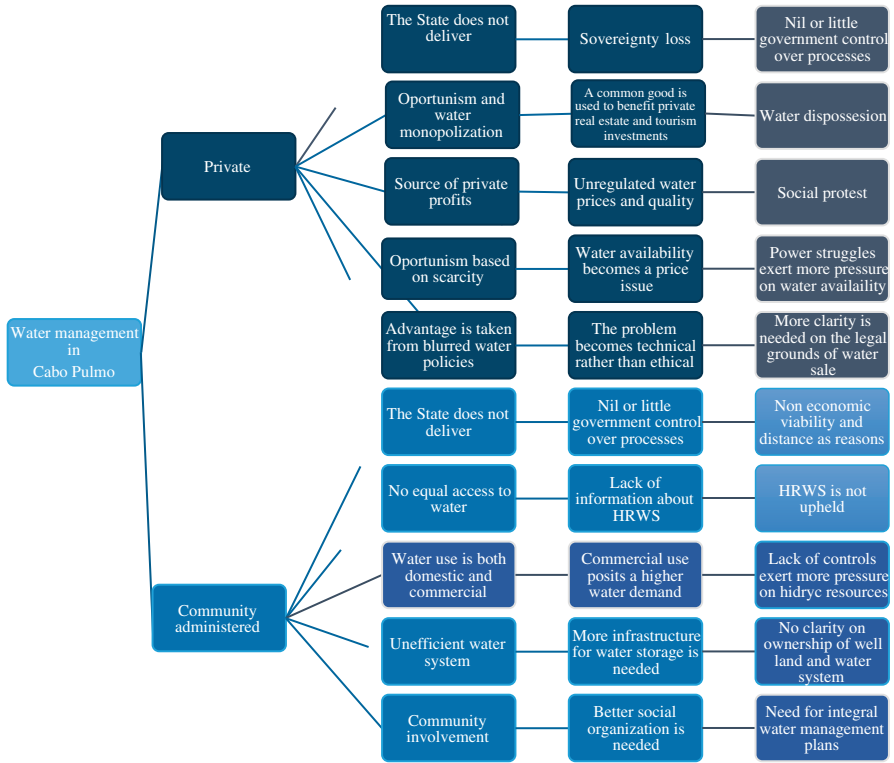 The State does not
deliver
Sovereignty loss
Nil or little
government control
over processes
Oportunism and
water
monopolization
A common good is
used to benefit private
real estate and tourism
investments
Water dispossesion
Private
Source of private
profits
Unregulated water
prices and quality
Social protest
Oportunism based
on scarcity
Water availability
becomes a price
issue
Power struggles
exert more pressure
on water availaility
Water management
in
Cabo Pulmo
Advantage is taken
from blurred water
policies
The problem
becomes technical
rather than ethical
More clarity is
needed on the legal
grounds of water
sale
The State does not
deliver
Nil or little
government control
over processes
Non economic
viability and
distance as reasons
No equal access to
water
Lack of
information about
HRWS
HRWS is not
upheld
Water use is both
domestic and
commercial
Commercial use
posits a higher
water demand
Lack of controls
exert more pressure
on hidryc resources
Community
administered
Unefficient water
system
More infrastructure
for water storage is
needed
No clarity on
ownership of well
land and water
system
Community
involvement
Better social
organization is
needed
Need for integral
water management
plans